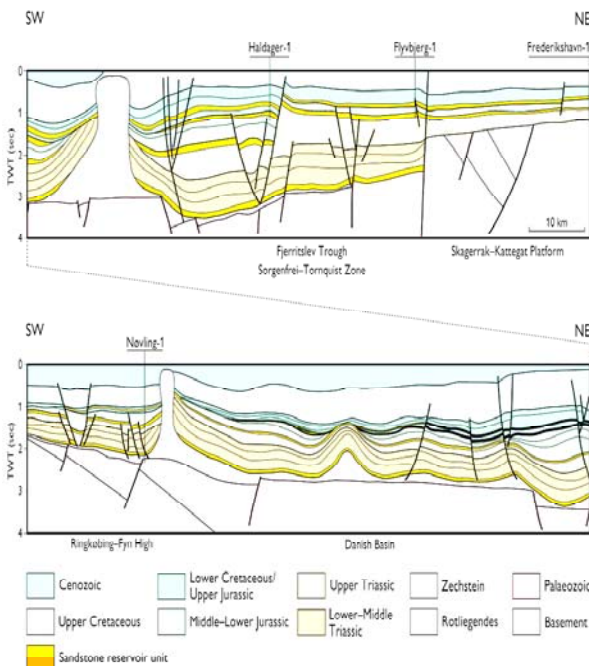 SW NE
Haldager-1 Flyvbjerg-1 Frederikshavn-1
0
1
2
3
4
TWT (sec)
10 km
Fjerritslev Trough Skagerrak–Kattegat Platform
Sorgenfrei–Tornquist Zone
SW NE
Nøvling-1
0
1
2
3
4
TWT (sec)
Ringkøbing–Fyn High Danish Basin
Cenozoic Lower Cretaceous/ Upper Triassic Zechstein Palaeozoic
Upper Jurassic
Upper Cretaceous Middle–Lower Jurassic Lower–Middle Rotliegendes Basement
Triassic
Sandstone reservoir unit